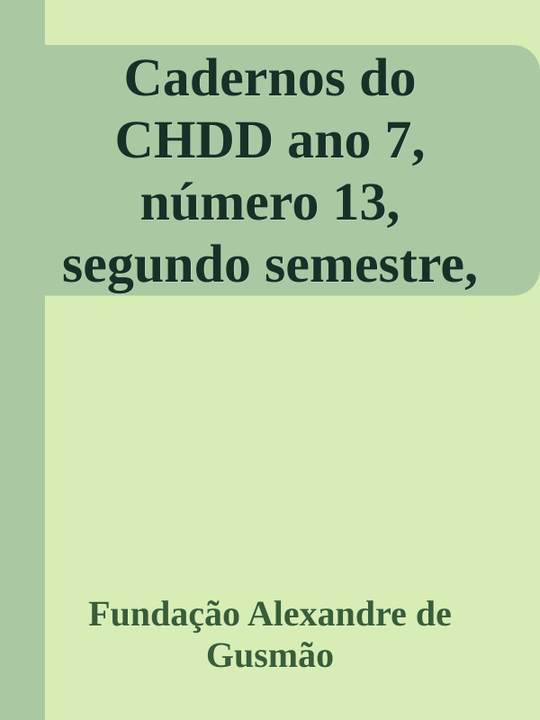 Cadernos do
CHDD ano 7,
número 13,
segundo semestre,
Fundação Alexandre de
Gusmão